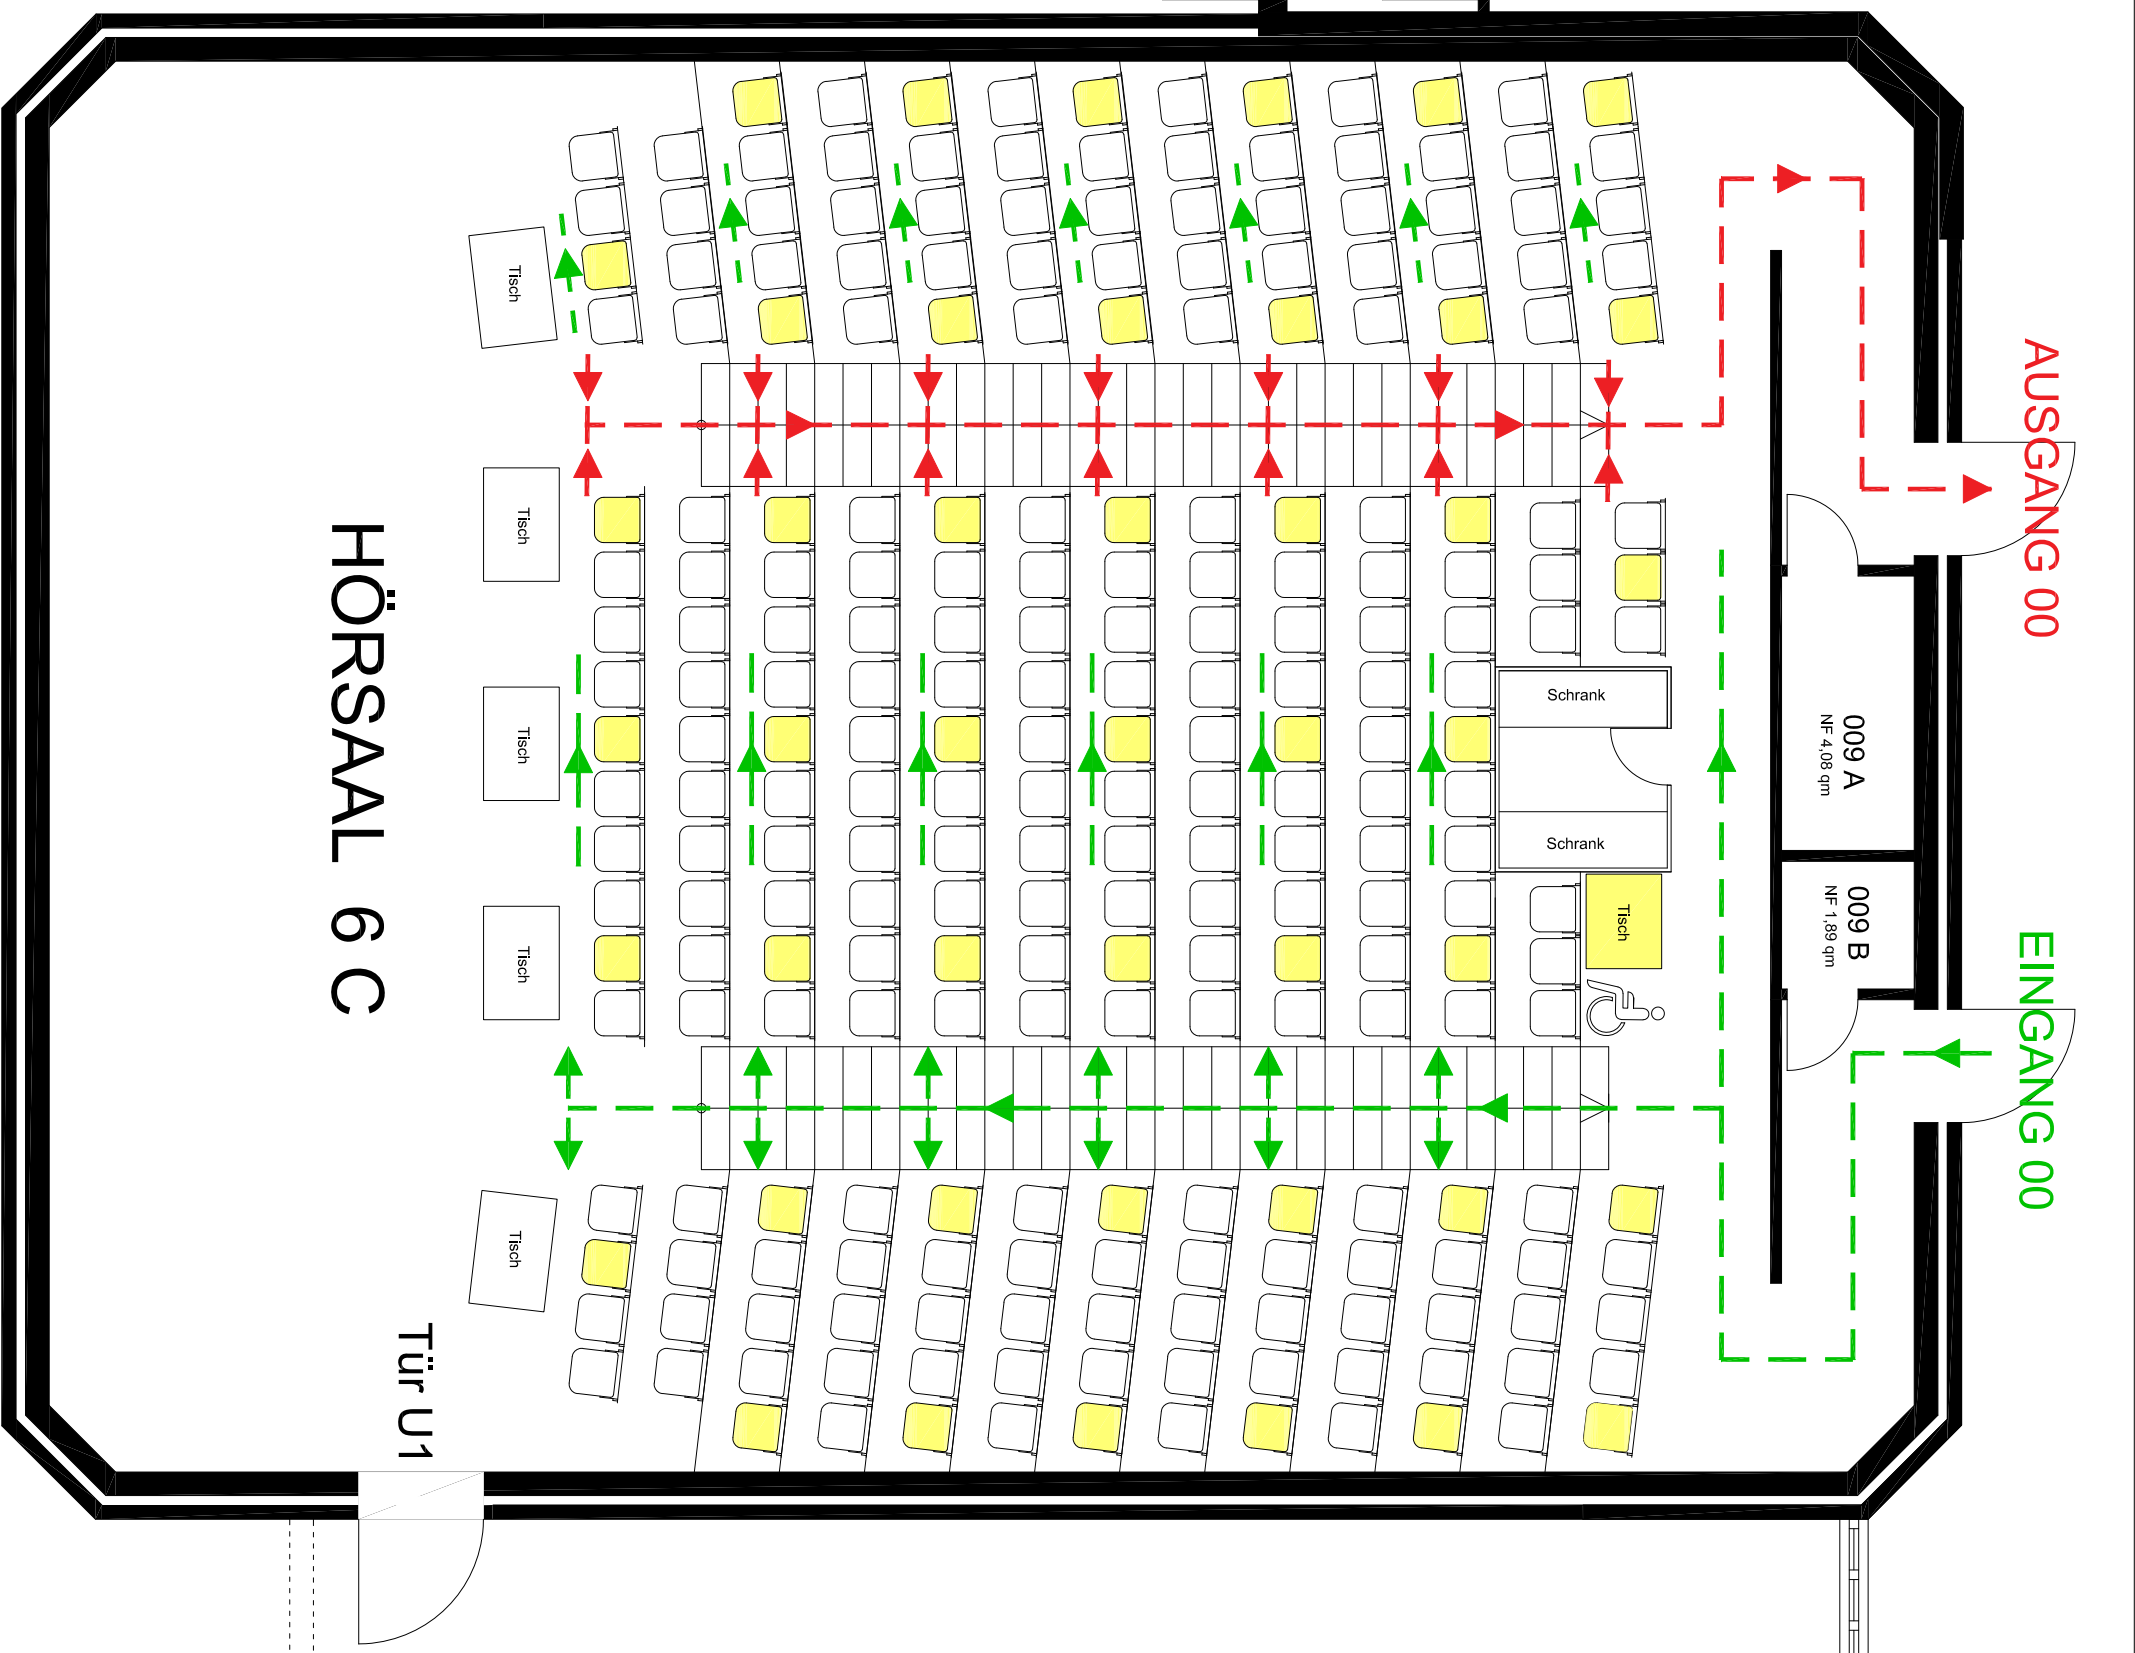 HÖRSAAL 6 C
Tür U1
Tisch
Tisch
Tisch
Tisch
Tisch
Schrank
Schrank
Tisch
009 A
NF 4,08 qm
009 B
NF 1,89 qm
AUSGANG 00
EINGANG 00